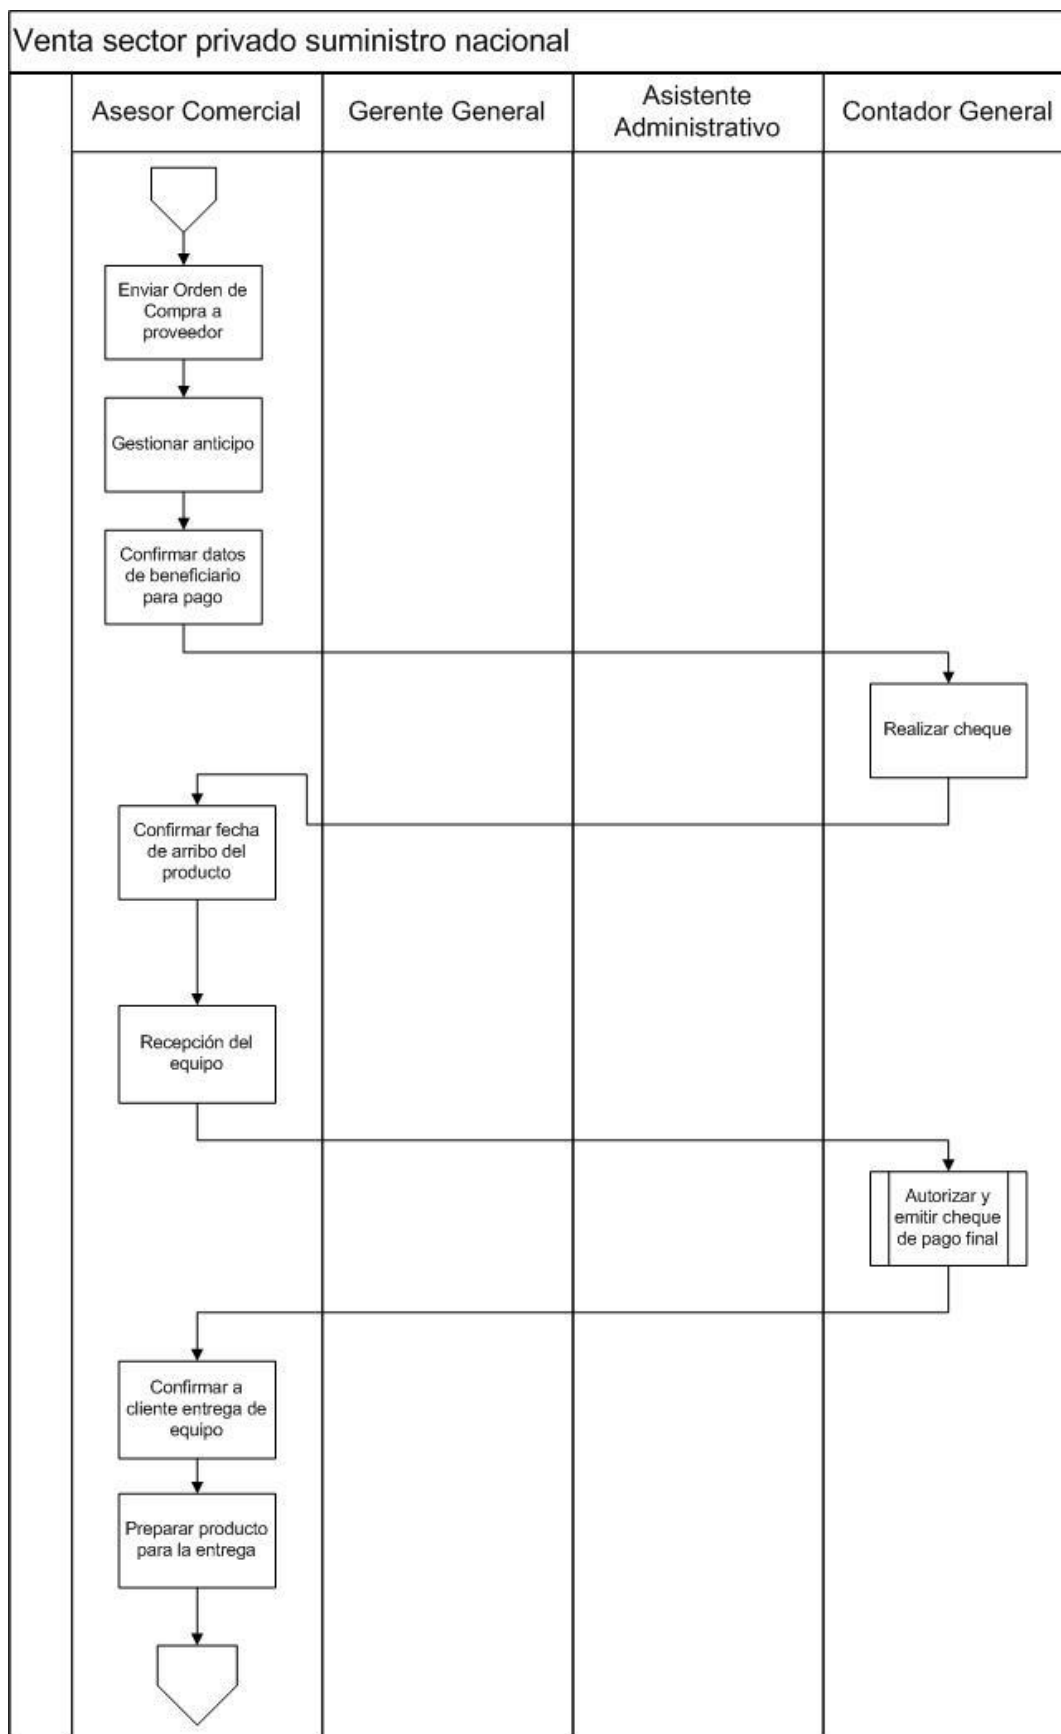 Venta sector privado suministro nacional
Asesor Comercial
Gerente General
Asistente
Administrativo
Contador General
Enviar Orden de
Compra a
proveedor
Gestionar anticipo
Confirmar datos
de beneficiario
para pago
Realizar cheque
Confirmar fecha
de arribo del
producto
Recepción del
equipo
Autorizar y
emitir cheque
de pago final
Confirmar a
cliente entrega de
equipo
Preparar producto
para la entrega